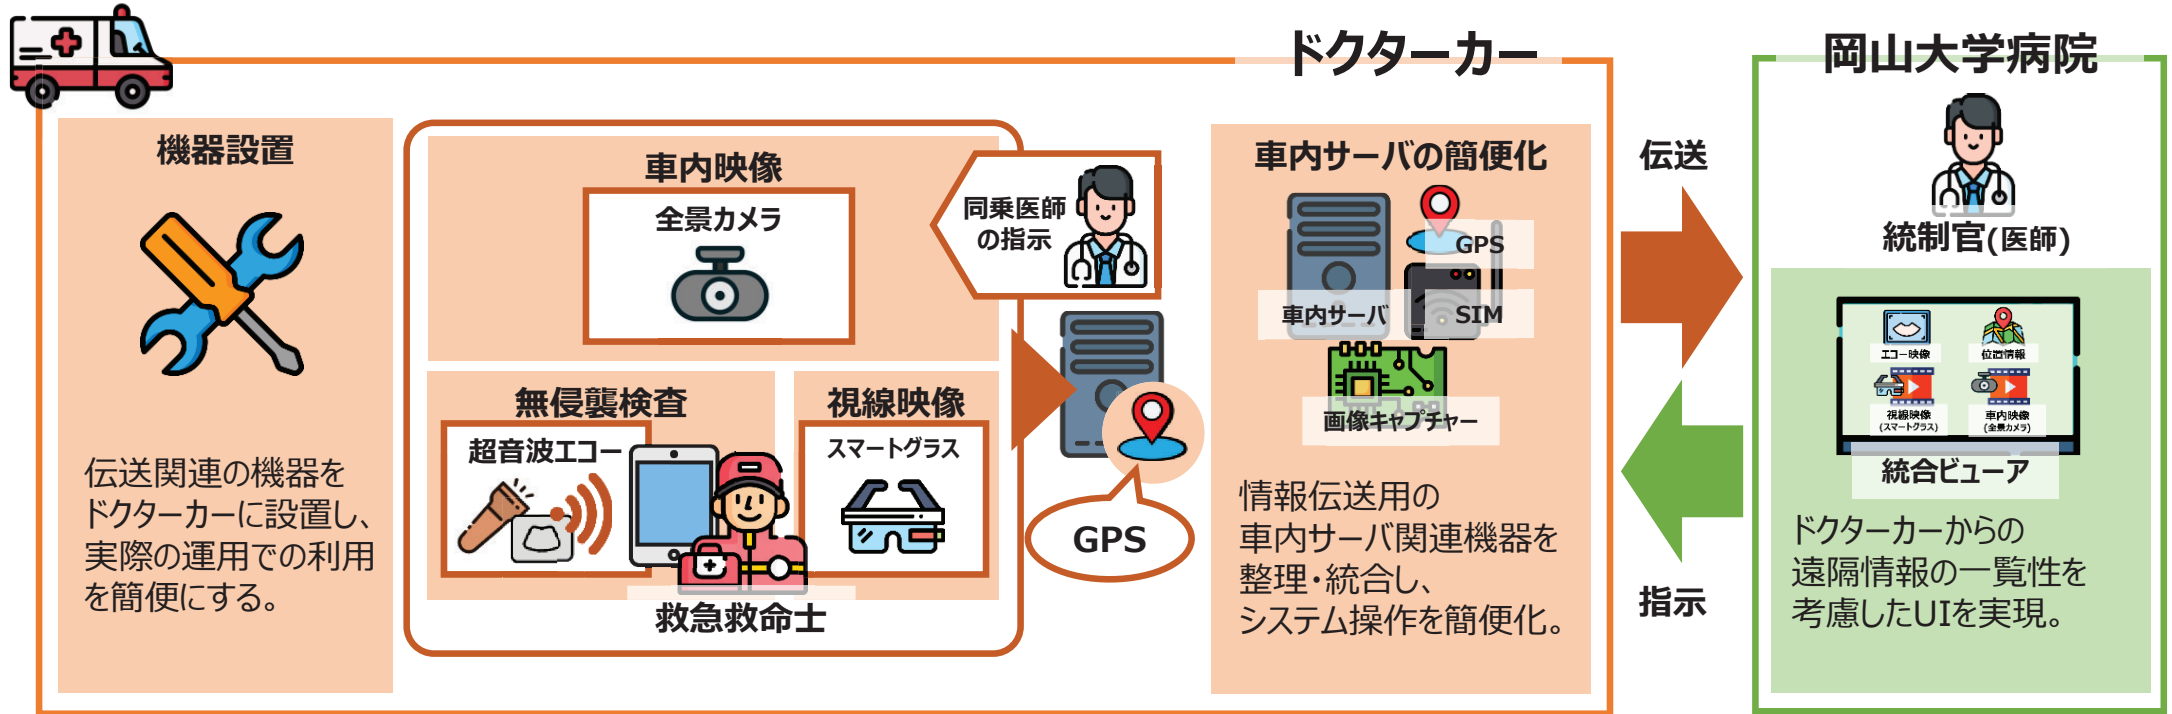 ドクターカー
機器設置
伝送関連の機器を
ドクターカーに設置し、
実際の運用での利用
を簡便にする。
車内映像
全景カメラ
同乗医師
の指示
無侵襲検査
超音波エコー
視線映像
スマートグラス
救急救命士
GPS
車内サーバの簡便化
GPS
車内サーバ
SIM
画像キャプチャー
情報伝送用の
車内サーバ関連機器を
整理・統合し、
システム操作を簡便化。
伝送
指示
岡山大学病院
統制官(医師)
エコー映像
位置情報
視線映像
(スマートグラス)
車内映像
(全景カメラ)
統合ビューア
ドクターカーからの
遠隔情報の一覧性を
考慮したUIを実現。